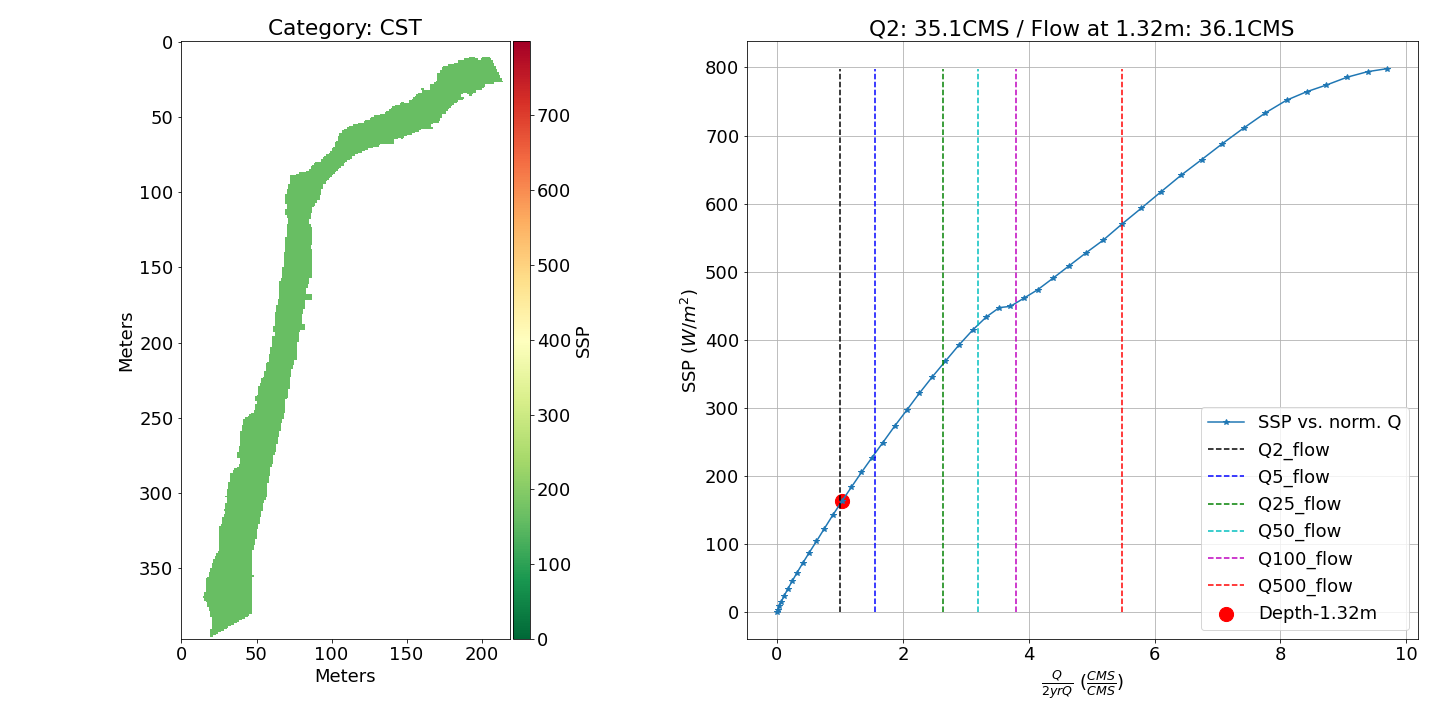 Category: CST
0
50
100
150
200
250
300
350
Meters
0 50 100 150 200
Meters
700
600
500
400
300
200
100
0
SSP
Q2: 35.1CMS / Flow at 1.32m: 36.1CMS
800
700
600
500
400
300
200
100
0
SSP (W/m²)
0 2 4 6 8 10
Q/2yrQ (CMS/CMS)
SSP vs. norm. Q
Q2_flow
Q5_flow
Q25_flow
Q50_flow
Q100_flow
Q500_flow
Depth-1.32m